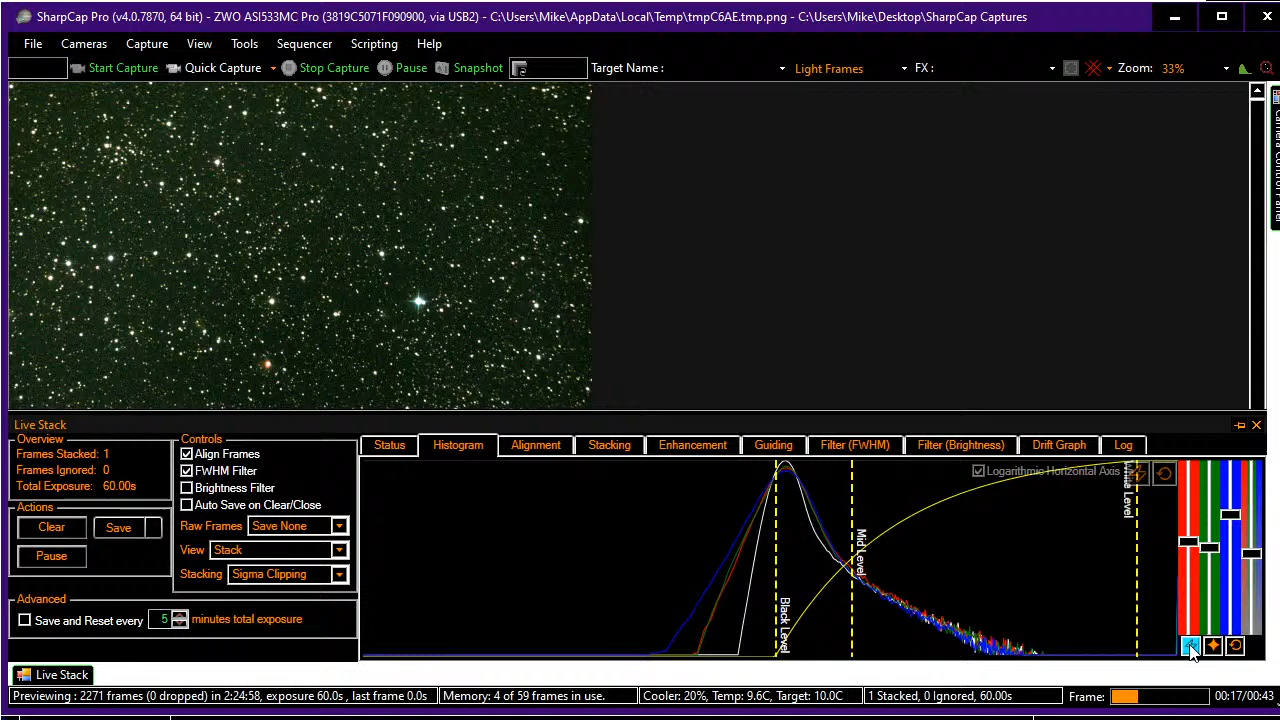 SharpCap Pro (v4.0.7870, 64 bit) - ZWO ASI533MC Pro (3819C5071F090900, via USB2) - C:\Users\Mike\AppData\Local\Temp\tmpC6AE.tmp.png - C:\Users\Mike\Desktop\SharpCap Captures
File Cameras Capture View Tools Sequencer Scripting Help
Start Capture Quick Capture Stop Capture Pause Snapshot Target Name : Light Frames FX : Zoom: 33%
Camera Control Panel
Live Stack
Overview
Frames Stacked: 1
Frames Ignored: 0
Total Exposure: 60.00s
Actions
Clear Save
Pause
Controls
Align Frames
FWHM Filter
Brightness Filter
Auto Save on Clear/Close
Raw Frames Save None
View Stack
Stacking Sigma Clipping
Advanced
Save and Reset every 5 minutes total exposure
Status Histogram Alignment Stacking Enhancement Guiding Filter (FWHM) Filter (Brightness) Drift Graph Log
Logarithmic Horizontal Axis
Black Level
Mid Level
White Level
Live Stack
Previewing : 2271 frames (0 dropped) in 2:24:58, exposure 60.0s , last frame 0.0s Memory: 4 of 59 frames in use. Cooler: 20%, Temp: 9.6C, Target: 10.0C 1 Stacked, 0 Ignored, 60.00s Frame: 00:17/00:43